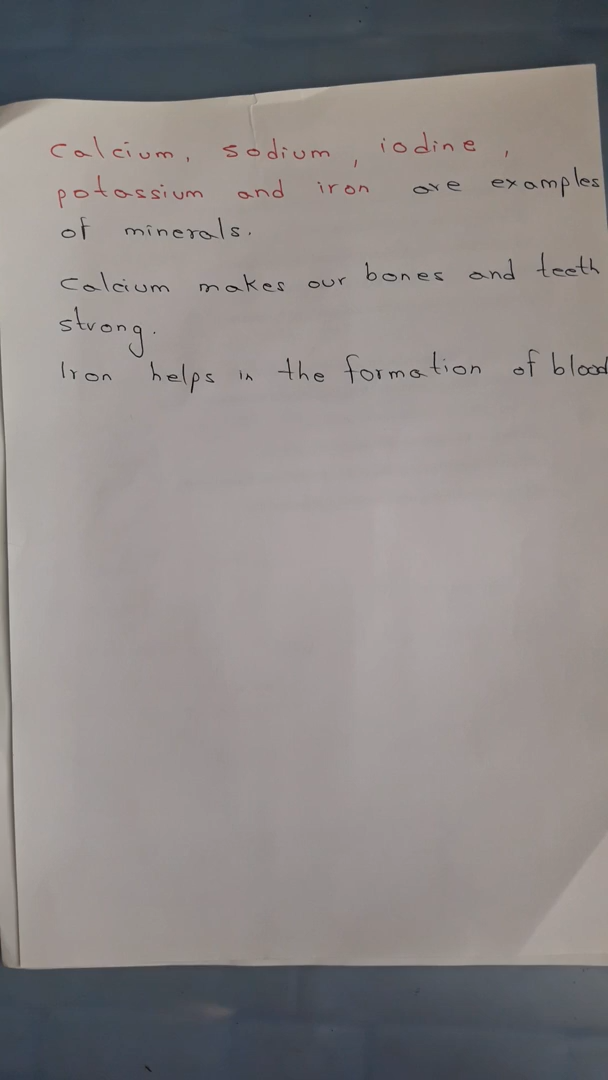 Calcium, sodium, iodine,
potassium and iron are examples
of minerals.
Calcium makes our bones and teeth
strong.
Iron helps in the formation of blood